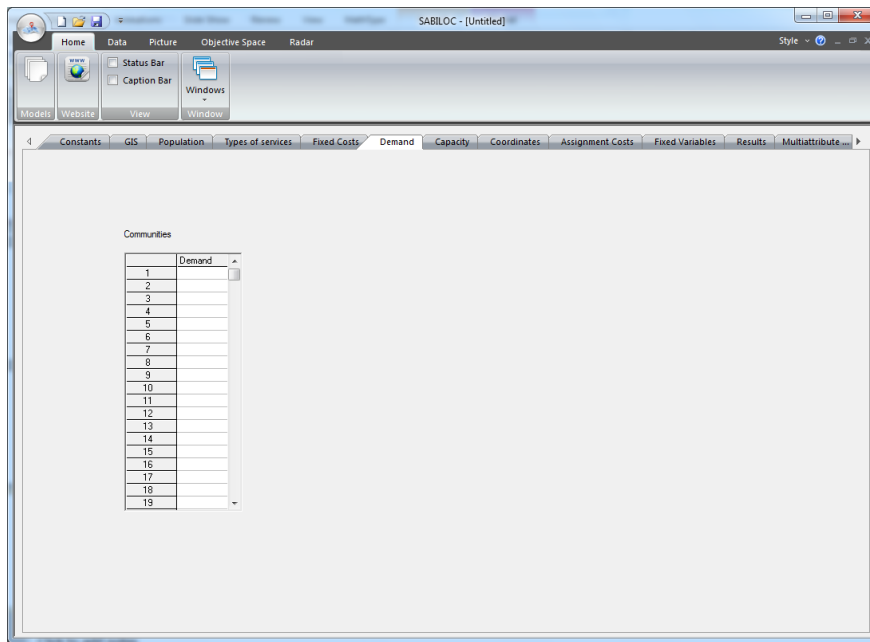 SABILOC - [Untitled]
Home Data Picture Objective Space Radar Style
www
Status Bar
Caption Bar
Windows
Models Website View Window
Constants GIS Population Types of services Fixed Costs Demand Capacity Coordinates Assignment Costs Fixed Variables Results Multiattribute ...
Communities
Demand
1
2
3
4
5
6
7
8
9
10
11
12
13
14
15
16
17
18
19